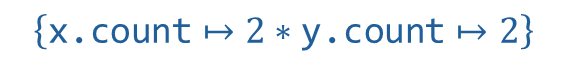 {x.count ↦ 2 ∗ y.count ↦ 2}